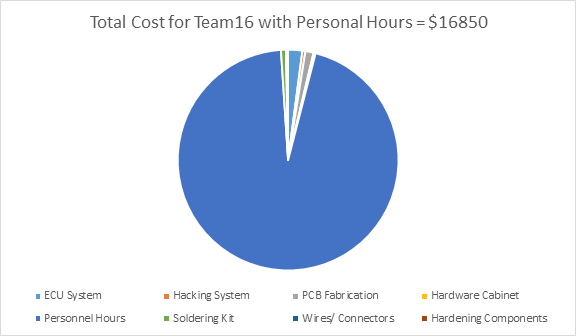 Total Cost for Team16 with Personal Hours = $16850
ECU System Hacking System PCB Fabrication Hardware Cabinet
Personnel Hours Soldering Kit Wires/ Connectors Hardening Components